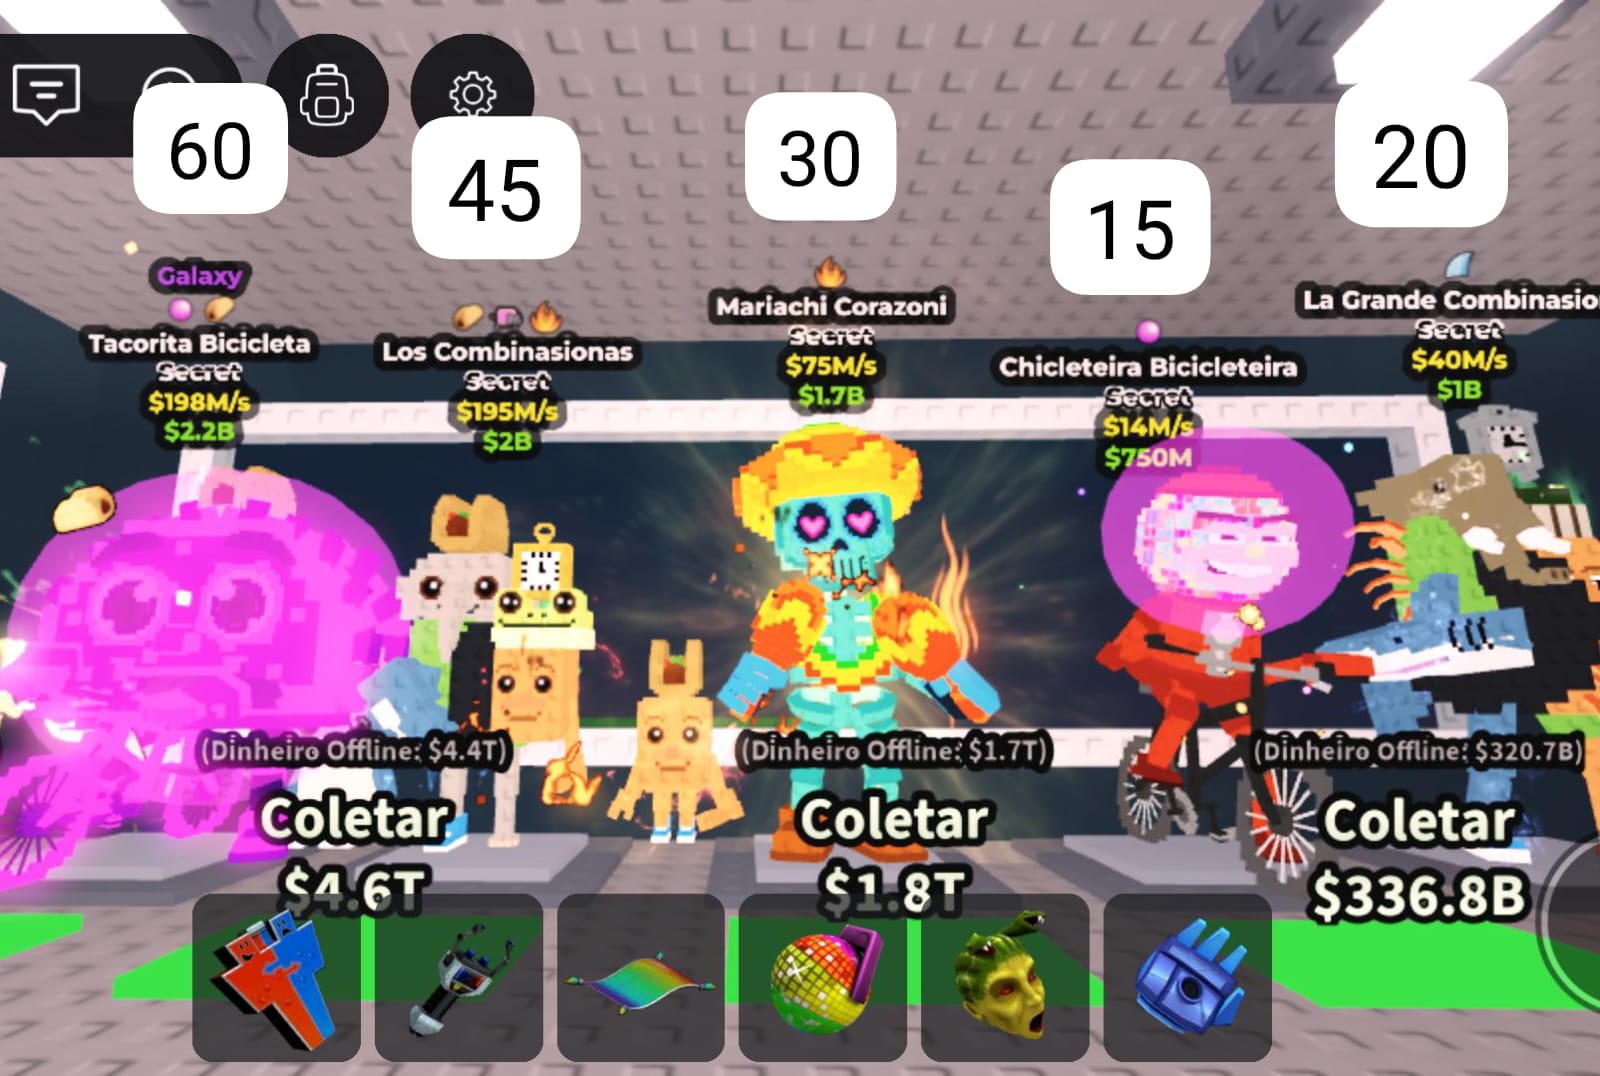 60
45
30
15
20
Galaxy
Tacorita Bicicleta
Secret
$198M/s
$2.2B
Los Combinasionas
Secret
$195M/s
$2B
Mariachi Corazoni
Secret
$75M/s
$1.7B
Chicleteira Bicicleteira
Secret
$14M/s
$750M
La Grande Combinasio
Secret
$40M/s
$1B
(Dinheiro Offline: $4.4T)
Coletar
$4.6T
(Dinheiro Offline: $1.7T)
Coletar
$1.8T
(Dinheiro Offline: $320.7B)
Coletar
$336.8B